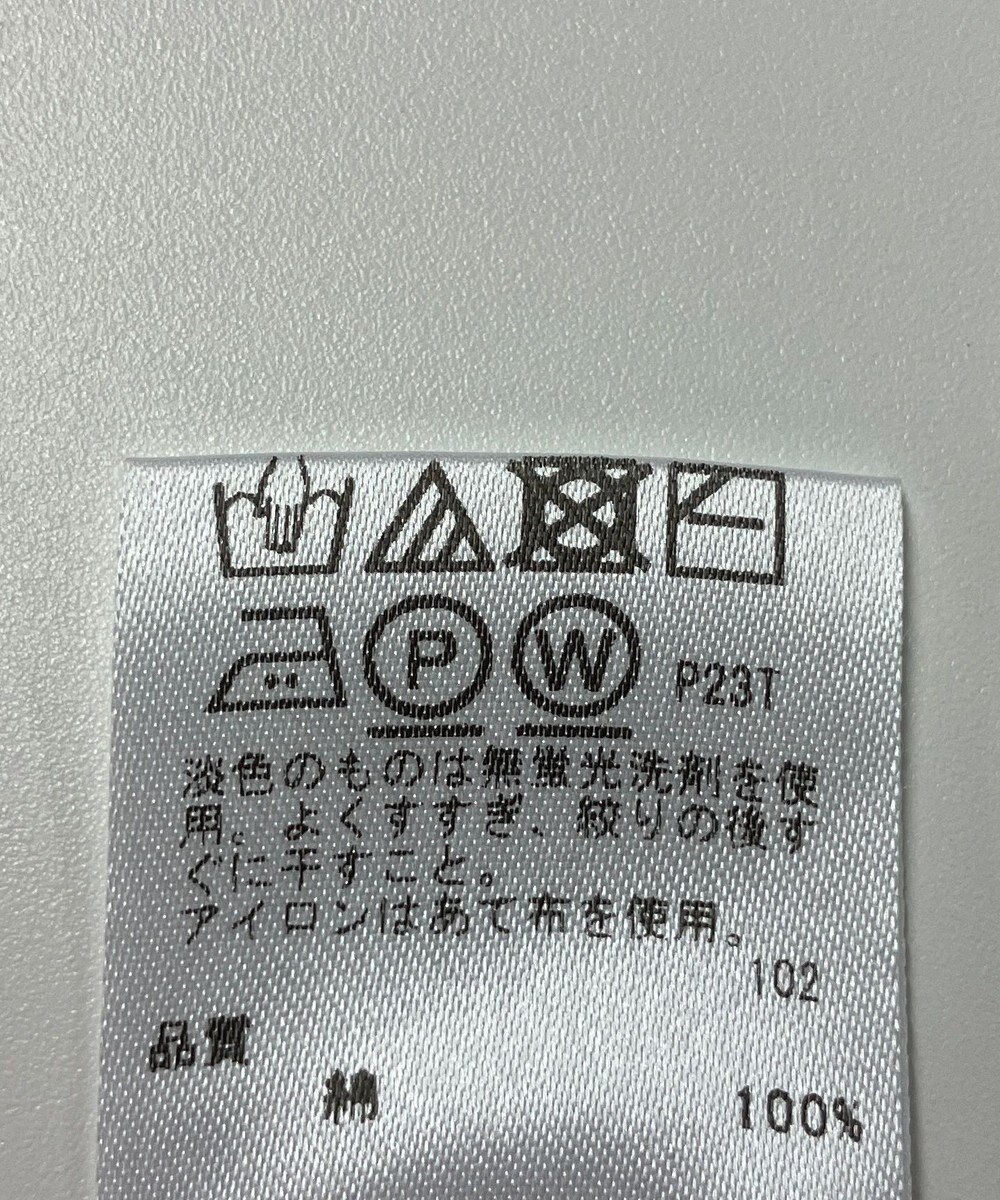 P W P23T
淡色のものは無蛍光洗剤を使
用。よくすすぎ、絞りの後す
ぐに干すこと。
アイロンはあて布を使用。
102
品質
綿 100%